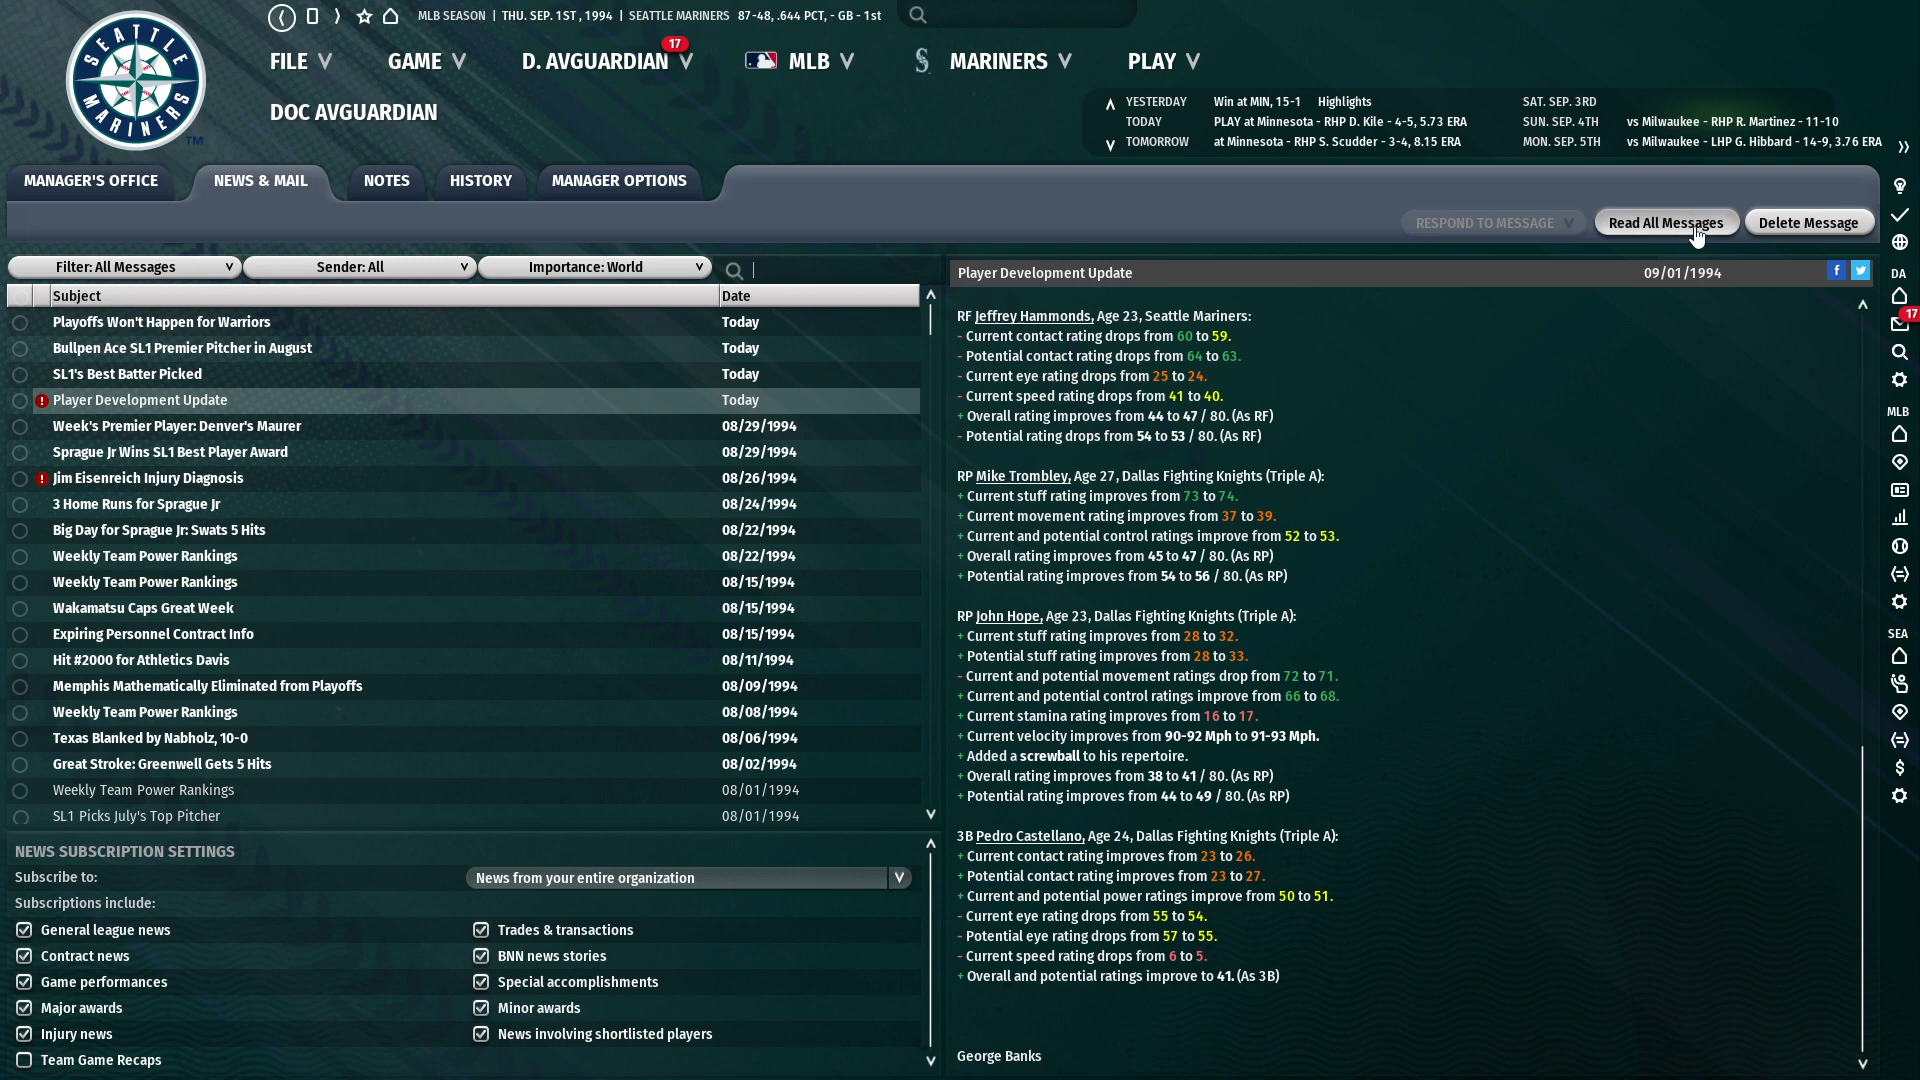 MLB SEASON | THU. SEP. 1ST , 1994 | SEATTLE MARINERS 87-48, .644 PCT, - GB - 1st
SEATTLE
MARINERS
TM
FILE
GAME
D. AVGUARDIAN
17
MLB
MARINERS
PLAY
DOC AVGUARDIAN
YESTERDAY Win at MIN, 15-1 Highlights SAT. SEP. 3RD
TODAY PLAY at Minnesota - RHP D. Kile - 4-5, 5.73 ERA SUN. SEP. 4TH vs Milwaukee - RHP R. Martinez - 11-10
TOMORROW at Minnesota - RHP S. Scudder - 3-4, 8.15 ERA MON. SEP. 5TH vs Milwaukee - LHP G. Hibbard - 14-9, 3.76 ERA
MANAGER'S OFFICE NEWS & MAIL NOTES HISTORY MANAGER OPTIONS
RESPOND TO MESSAGE Read All Messages Delete Message
Filter: All Messages Sender: All Importance: World
Subject Date
Playoffs Won't Happen for Warriors Today
Bullpen Ace SL1 Premier Pitcher in August Today
SL1's Best Batter Picked Today
Player Development Update Today
Week's Premier Player: Denver's Maurer 08/29/1994
Sprague Jr Wins SL1 Best Player Award 08/29/1994
Jim Eisenreich Injury Diagnosis 08/26/1994
3 Home Runs for Sprague Jr 08/24/1994
Big Day for Sprague Jr: Swats 5 Hits 08/22/1994
Weekly Team Power Rankings 08/22/1994
Weekly Team Power Rankings 08/15/1994
Wakamatsu Caps Great Week 08/15/1994
Expiring Personnel Contract Info 08/15/1994
Hit #2000 for Athletics Davis 08/11/1994
Memphis Mathematically Eliminated from Playoffs 08/09/1994
Weekly Team Power Rankings 08/08/1994
Texas Blanked by Nabholz, 10-0 08/06/1994
Great Stroke: Greenwell Gets 5 Hits 08/02/1994
Weekly Team Power Rankings 08/01/1994
SL1 Picks July's Top Pitcher 08/01/1994
NEWS SUBSCRIPTION SETTINGS
Subscribe to: News from your entire organization
Subscriptions include:
General league news Trades & transactions
Contract news BNN news stories
Game performances Special accomplishments
Major awards Minor awards
Injury news News involving shortlisted players
Team Game Recaps
Player Development Update 09/01/1994
RF Jeffrey Hammonds, Age 23, Seattle Mariners:
- Current contact rating drops from 60 to 59.
- Potential contact rating drops from 64 to 63.
- Current eye rating drops from 25 to 24.
- Current speed rating drops from 41 to 40.
+ Overall rating improves from 44 to 47 / 80. (As RF)
- Potential rating drops from 54 to 53 / 80. (As RF)
RP Mike Trombley, Age 27, Dallas Fighting Knights (Triple A):
+ Current stuff rating improves from 73 to 74.
+ Current movement rating improves from 37 to 39.
+ Current and potential control ratings improve from 52 to 53.
+ Overall rating improves from 45 to 47 / 80. (As RP)
+ Potential rating improves from 54 to 56 / 80. (As RP)
RP John Hope, Age 23, Dallas Fighting Knights (Triple A):
+ Current stuff rating improves from 28 to 32.
+ Potential stuff rating improves from 28 to 33.
- Current and potential movement ratings drop from 72 to 71.
+ Current and potential control ratings improve from 66 to 68.
+ Current stamina rating improves from 16 to 17.
+ Current velocity improves from 90-92 Mph to 91-93 Mph.
+ Added a screwball to his repertoire.
+ Overall rating improves from 38 to 41 / 80. (As RP)
+ Potential rating improves from 44 to 49 / 80. (As RP)
3B Pedro Castellano, Age 24, Dallas Fighting Knights (Triple A):
+ Current contact rating improves from 23 to 26.
+ Potential contact rating improves from 23 to 27.
+ Current and potential power ratings improve from 50 to 51.
- Current eye rating drops from 55 to 54.
- Potential eye rating drops from 57 to 55.
- Current speed rating drops from 6 to 5.
+ Overall and potential ratings improve to 41. (As 3B)
George Banks
DA
17
MLB
SEA